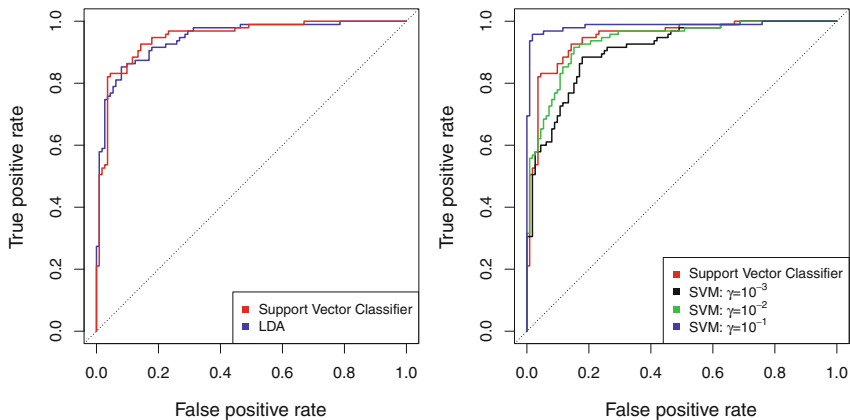 True positive rate
0.0
0.2
0.4
0.6
0.8
1.0
Support Vector Classifier
LDA
0.0 0.2 0.4 0.6 0.8 1.0
False positive rate
True positive rate
0.0
0.2
0.4
0.6
0.8
1.0
Support Vector Classifier
SVM: γ=10⁻³
SVM: γ=10⁻²
SVM: γ=10⁻¹
0.0 0.2 0.4 0.6 0.8 1.0
False positive rate